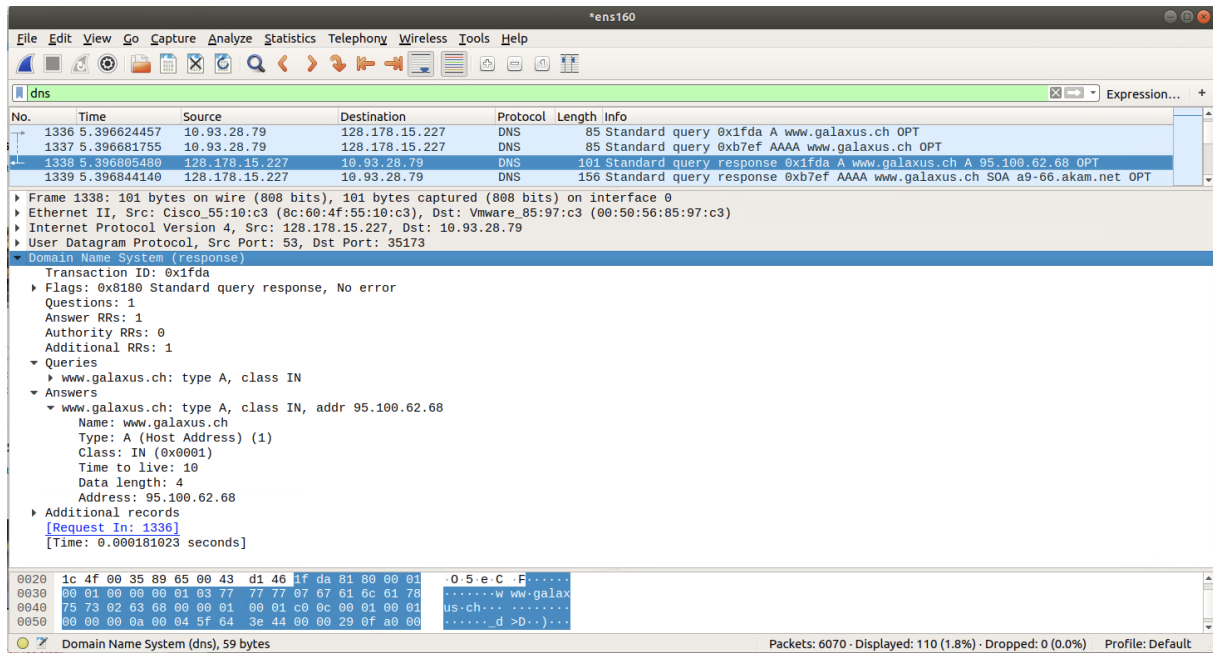 *ens160
File Edit View Go Capture Analyze Statistics Telephony Wireless Tools Help
dns Expression... +
No. Time Source Destination Protocol Length Info
1336 5.396624457 10.93.28.79 128.178.15.227 DNS 85 Standard query 0x1fda A www.galaxus.ch OPT
1337 5.396681755 10.93.28.79 128.178.15.227 DNS 85 Standard query 0xb7ef AAAA www.galaxus.ch OPT
1338 5.396805480 128.178.15.227 10.93.28.79 DNS 101 Standard query response 0x1fda A www.galaxus.ch A 95.100.62.68 OPT
1339 5.396844140 128.178.15.227 10.93.28.79 DNS 156 Standard query response 0xb7ef AAAA www.galaxus.ch SOA a9-66.akam.net OPT
Frame 1338: 101 bytes on wire (808 bits), 101 bytes captured (808 bits) on interface 0
Ethernet II, Src: Cisco_55:10:c3 (8c:60:4f:55:10:c3), Dst: Vmware_85:97:c3 (00:50:56:85:97:c3)
Internet Protocol Version 4, Src: 128.178.15.227, Dst: 10.93.28.79
User Datagram Protocol, Src Port: 53, Dst Port: 35173
Domain Name System (response)
Transaction ID: 0x1fda
Flags: 0x8180 Standard query response, No error
Questions: 1
Answer RRs: 1
Authority RRs: 0
Additional RRs: 1
Queries
www.galaxus.ch: type A, class IN
Answers
www.galaxus.ch: type A, class IN, addr 95.100.62.68
Name: www.galaxus.ch
Type: A (Host Address) (1)
Class: IN (0x0001)
Time to live: 10
Data length: 4
Address: 95.100.62.68
Additional records
[Request In: 1336]
[Time: 0.000181023 seconds]
0020 1c 4f 00 35 89 65 00 43 d1 46 1f da 81 80 00 01 ·O·5·e·C ·F······
0030 00 01 00 00 00 01 03 77 77 77 07 67 61 6c 61 78 ·······w ww·galax
0040 75 73 02 63 68 00 00 01 00 01 c0 0c 00 01 00 01 us·ch··· ········
0050 00 00 00 0a 00 04 5f 64 3e 44 00 00 29 0f a0 00 ······_d >D··)···
Domain Name System (dns), 59 bytes Packets: 6070 · Displayed: 110 (1.8%) · Dropped: 0 (0.0%) Profile: Default